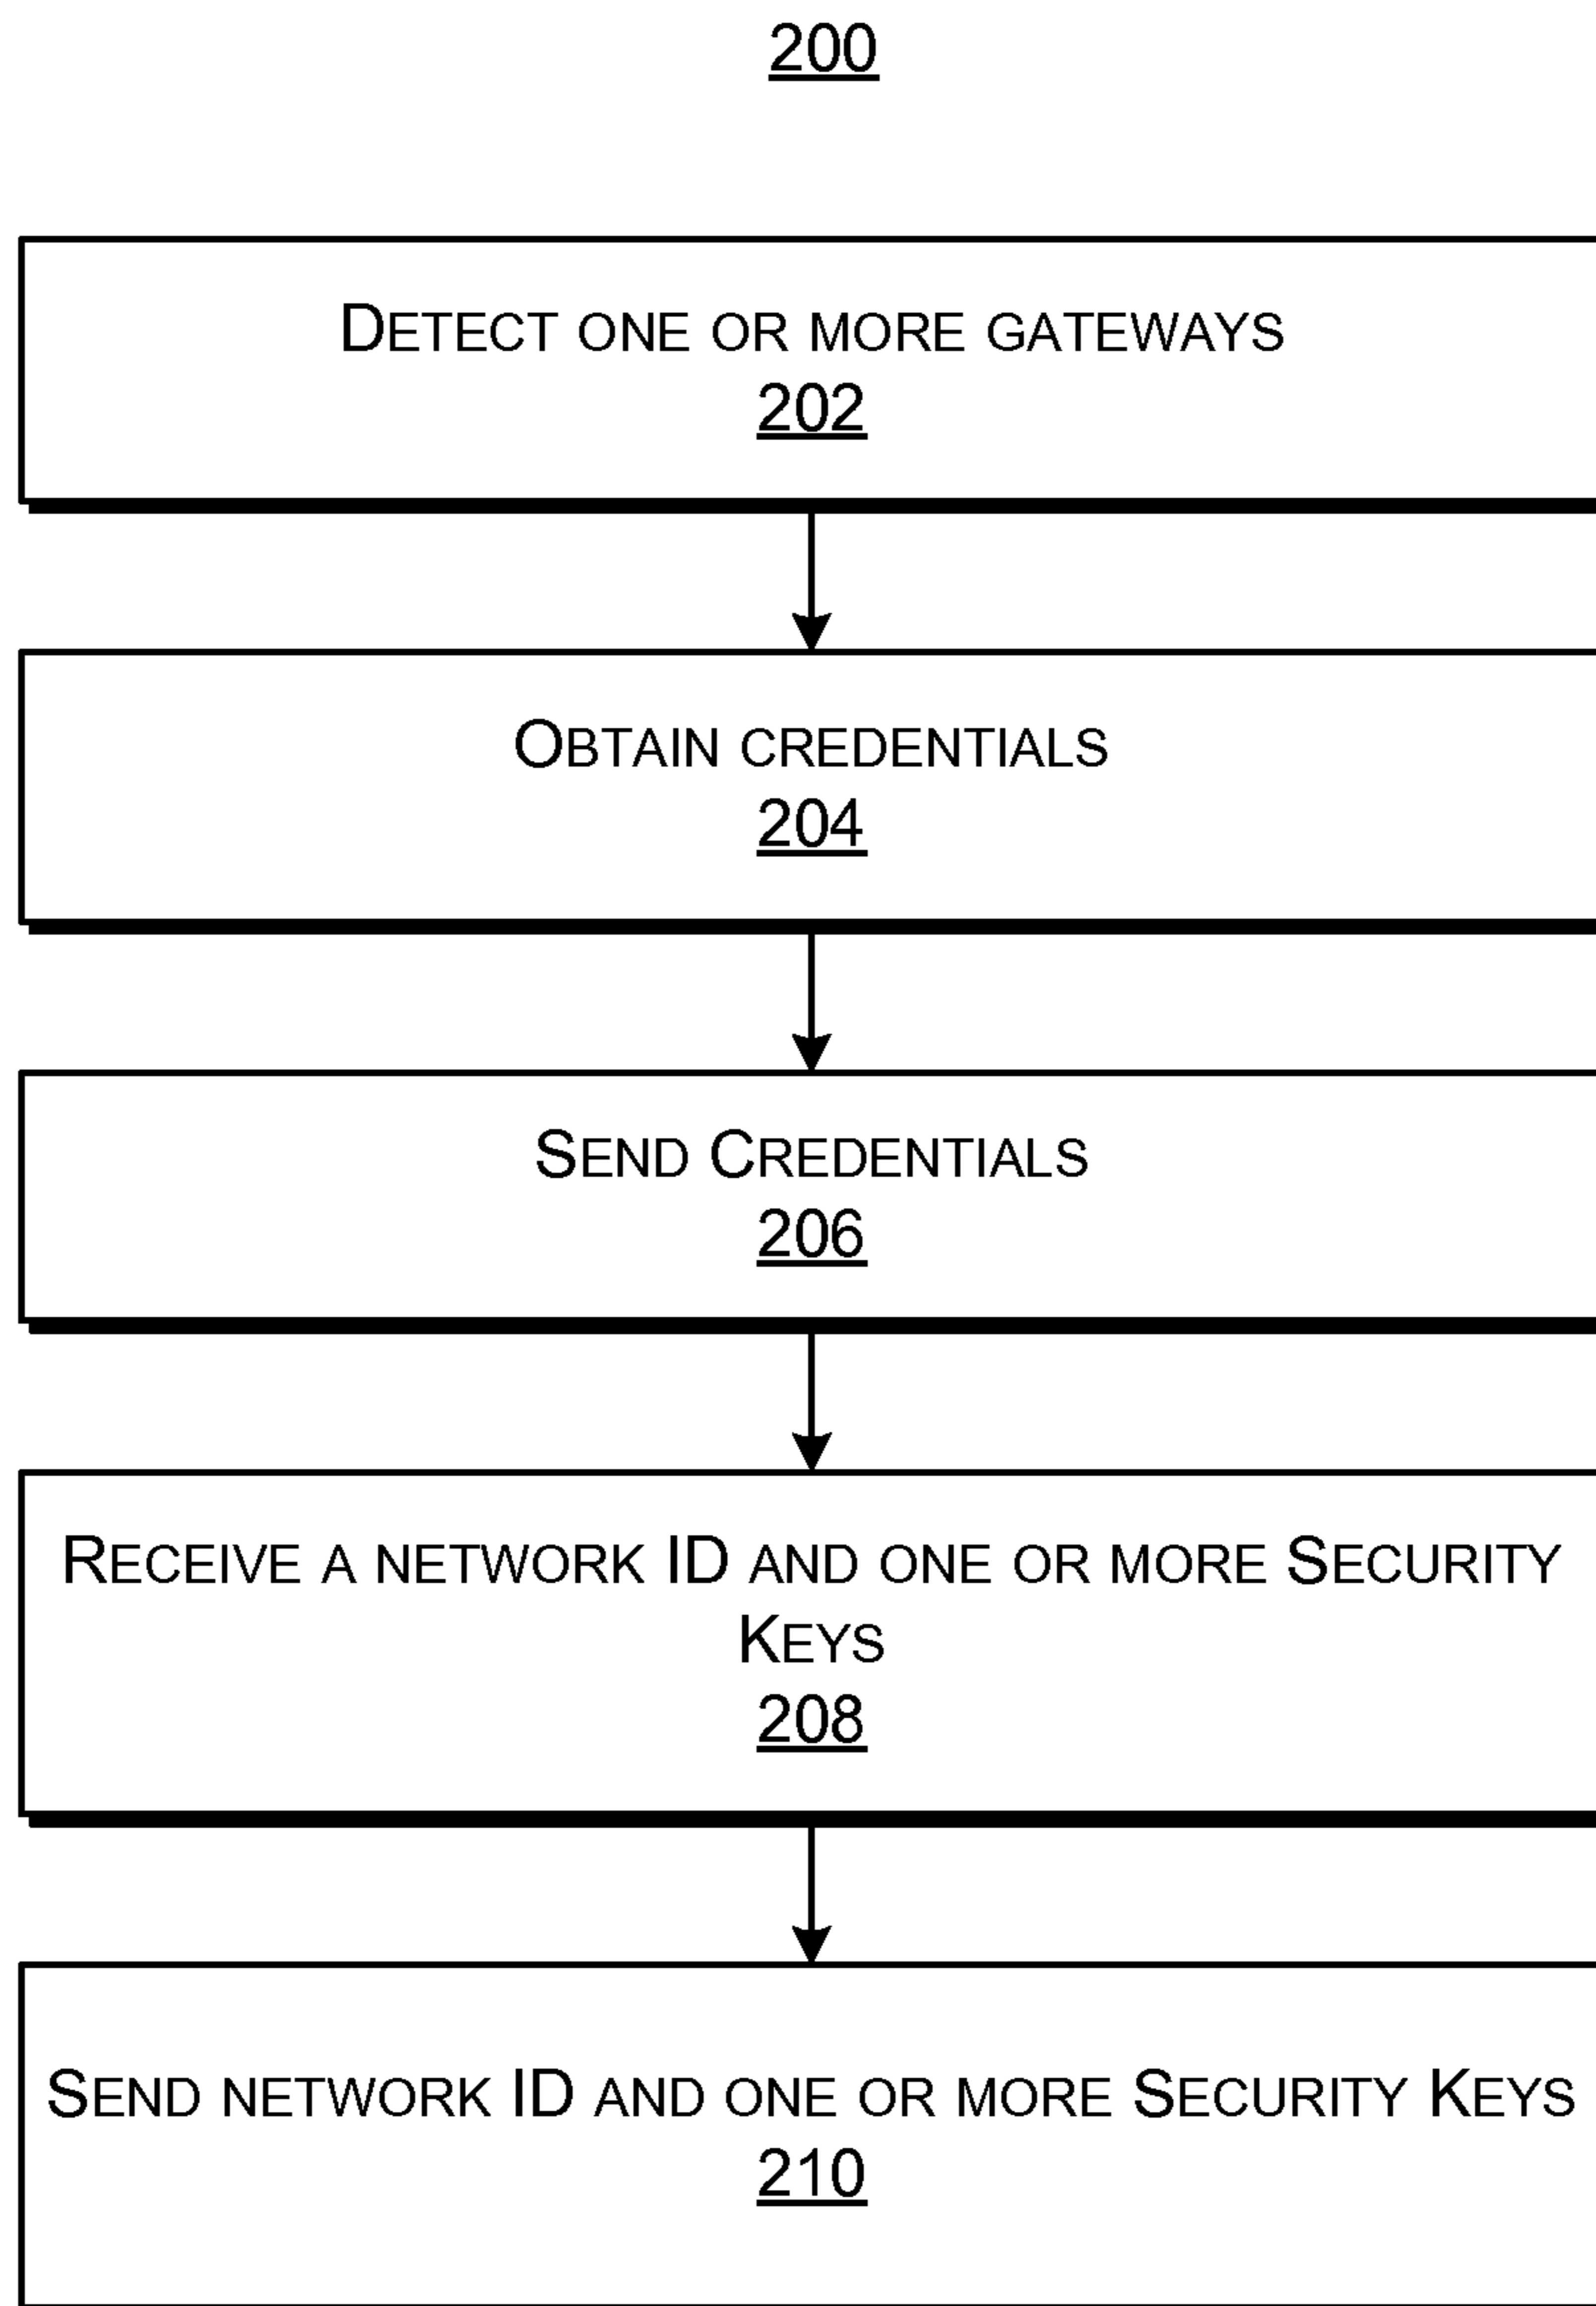 200
Detect one or more gateways
202
Obtain credentials
204
Send Credentials
206
Receive a network ID and one or more Security
Keys
208
Send network ID and one or more Security Keys
210